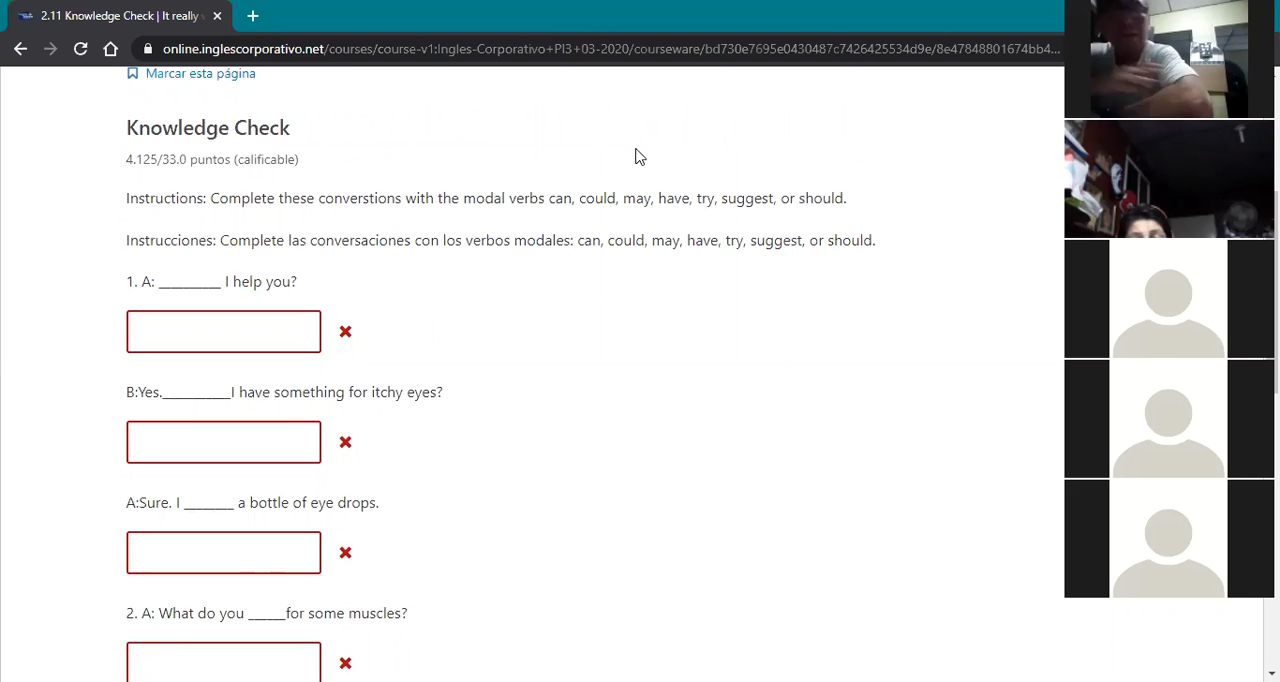 2.11 Knowledge Check | It really
online.inglescorporativo.net/courses/course-v1:Ingles-Corporativo+PI3+03-2020/courseware/bd730e7695e0430487c7426425534d9e/8e47848801674bb4...
Marcar esta página
Knowledge Check
4.125/33.0 puntos (calificable)
Instructions: Complete these converstions with the modal verbs can, could, may, have, try, suggest, or should.
Instrucciones: Complete las conversaciones con los verbos modales: can, could, may, have, try, suggest, or should.
1. A: _________ I help you?
B:Yes.__________I have something for itchy eyes?
A:Sure. I _______ a bottle of eye drops.
2. A: What do you _____for some muscles?